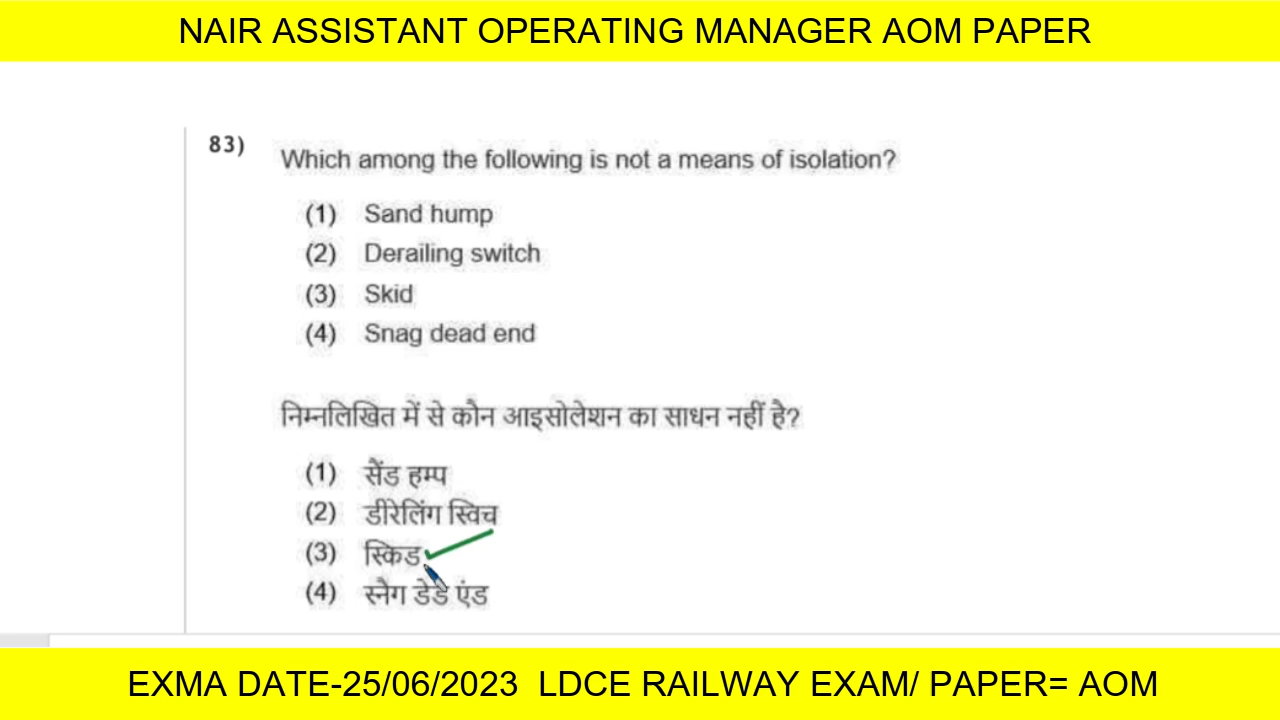 NAIR ASSISTANT OPERATING MANAGER AOM PAPER
83)
Which among the following is not a means of isolation?
(1) Sand hump
(2) Derailing switch
(3) Skid
(4) Snag dead end
निम्नलिखित में से कौन आइसोलेशन का साधन नहीं है?
(1) सैंड हम्प
(2) डीरेलिंग स्विच
(3) स्किड
(4) स्नैग डेड एंड
EXMA DATE-25/06/2023 LDCE RAILWAY EXAM/ PAPER= AOM